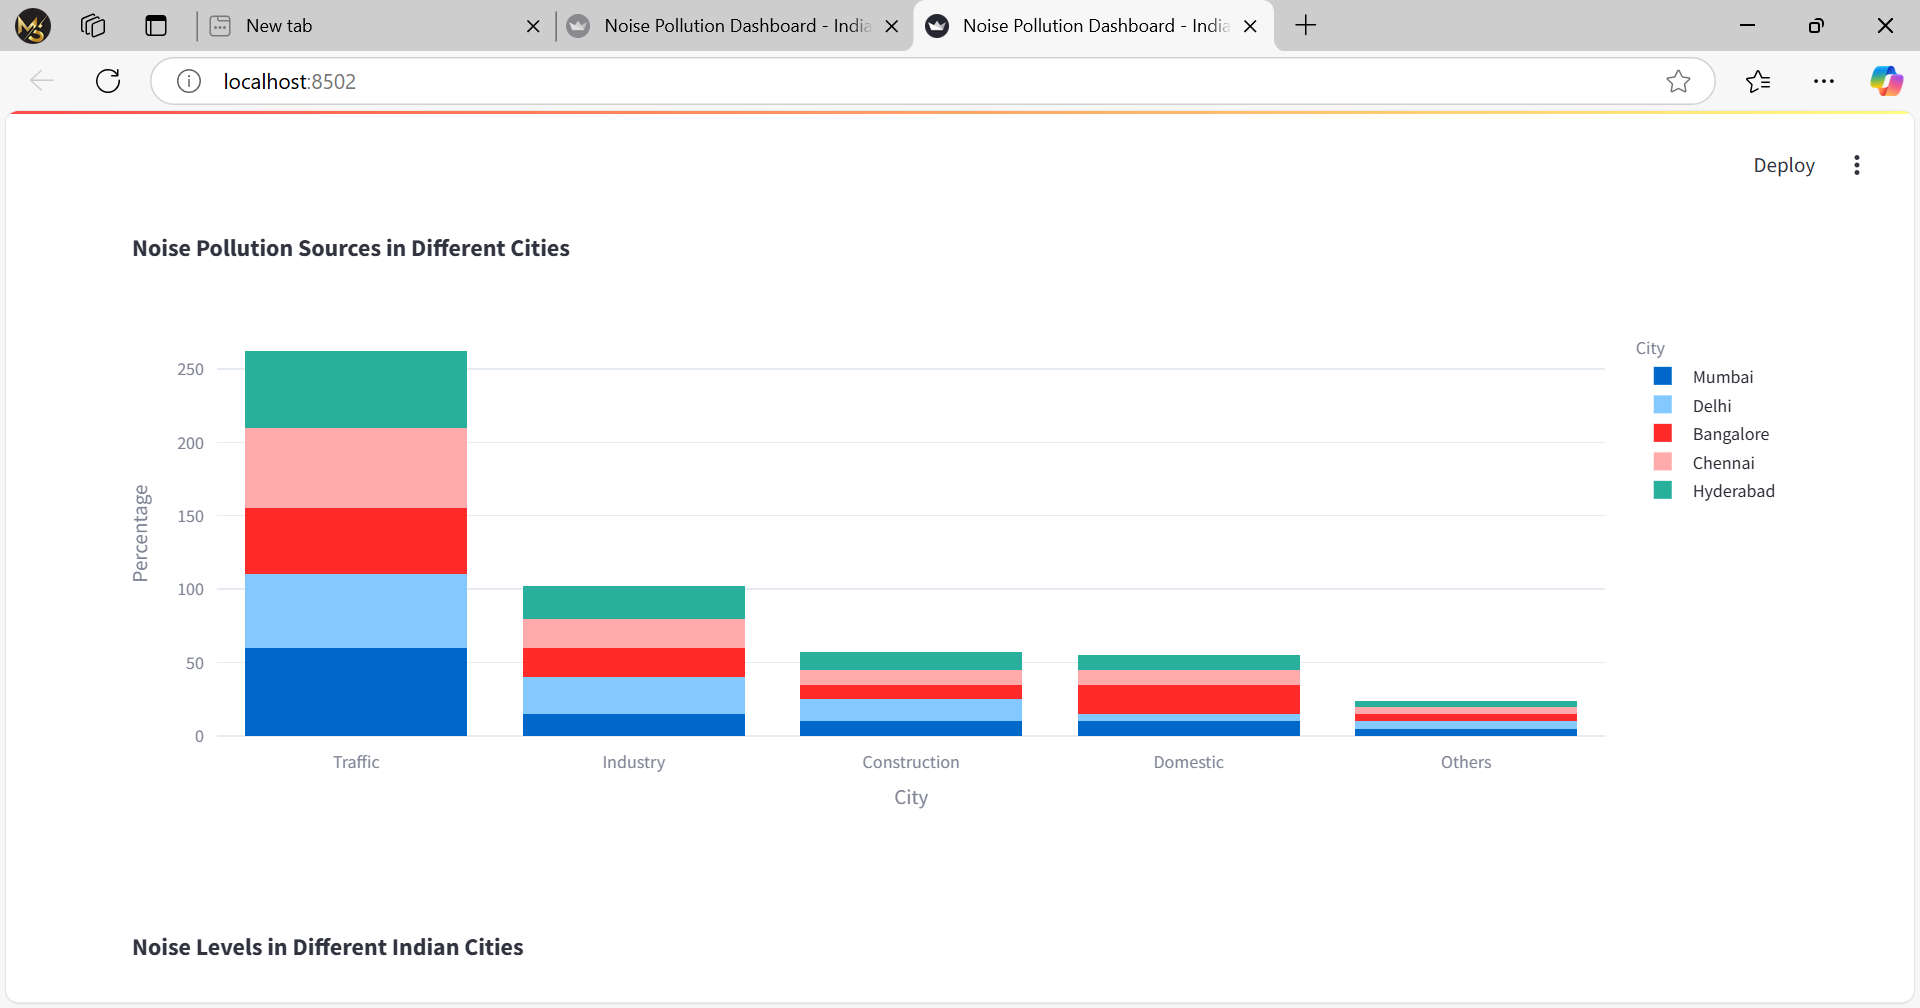 New tab
Noise Pollution Dashboard - India
Noise Pollution Dashboard - India
localhost:8502
Deploy
Noise Pollution Sources in Different Cities
Percentage
250
200
150
100
50
0
Traffic
Industry
Construction
Domestic
Others
City
City
Mumbai
Delhi
Bangalore
Chennai
Hyderabad
Noise Levels in Different Indian Cities